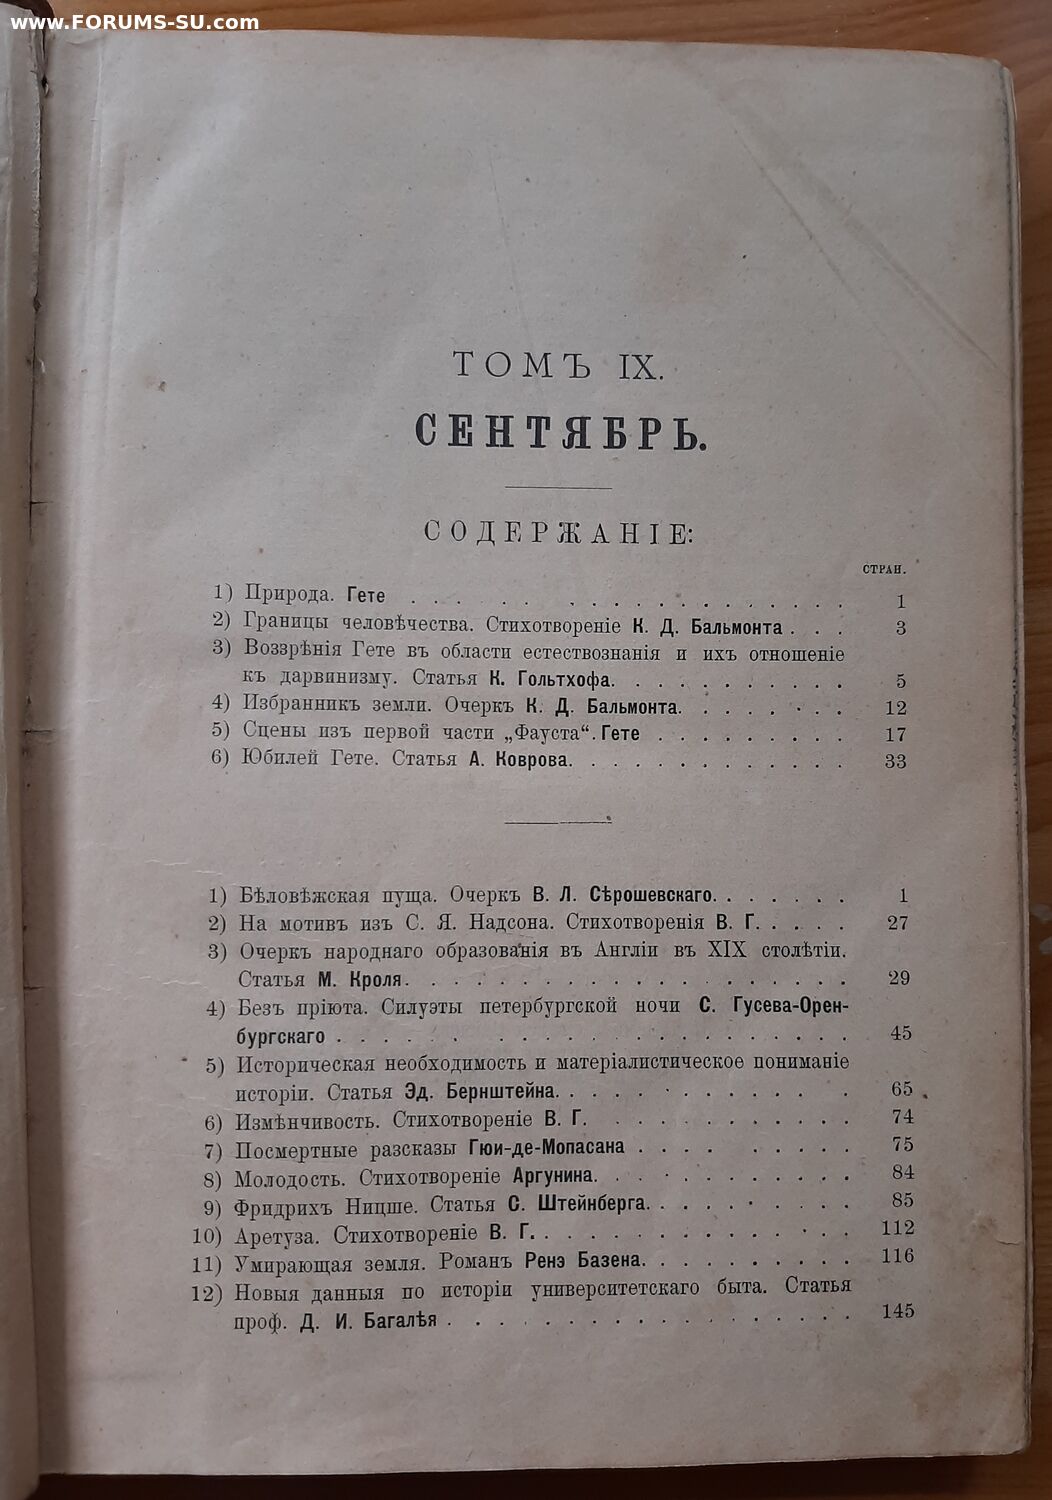 www.FORUMS-SU.com
ТОМЪ IX.
СЕНТЯБРЬ.
СОДЕРЖАНІЕ:
СТРАН.
1) Природа. Гете . . . . . . . . . . . . . . . . . . 1
2) Границы человѣчества. Стихотвореніе К. Д. Бальмонта . . . 3
3) Воззрѣнія Гете въ области естествознанія и ихъ отношеніе
къ дарвинизму. Статья К. Гольтхофа. . . . . . . . . . . 5
4) Избранникъ земли. Очеркъ К. Д. Бальмонта. . . . . . . . 12
5) Сцены изъ первой части „Фауста“. Гете . . . . . . . . . 17
6) Юбилей Гете. Статья А. Коврова. . . . . . . . . . . . . 33
1) Бѣловѣжская пуща. Очеркъ В. Л. Сѣрошевскаго. . . . . . . 1
2) На мотивъ изъ С. Я. Надсона. Стихотворенія В. Г. . . . . 27
3) Очеркъ народнаго образованія въ Англіи въ XIX столѣтіи.
Статья М. Кроля. . . . . . . . . . . . . . . . . . . . 29
4) Безъ пріюта. Силуэты петербургской ночи С. Гусева-Орен-
бургскаго . . . . . . . . . . . . . . . . . . . . . . 45
5) Историческая необходимость и матеріалистическое пониманіе
исторіи. Статья Эд. Бернштейна. . . . . . . . . . . . 65
6) Измѣнчивость. Стихотвореніе В. Г. . . . . . . . . . . 74
7) Посмертные разсказы Гюи-де-Мопасана . . . . . . . . . 75
8) Молодость. Стихотвореніе Аргунина. . . . . . . . . . . 84
9) Фридрихъ Ницше. Статья С. Штейнберга. . . . . . . . . 85
10) Аретуза. Стихотвореніе В. Г. . . . . . . . . . . . . . 112
11) Умирающая земля. Романъ Ренэ Базена. . . . . . . . . . 116
12) Новыя данныя по исторіи университетскаго быта. Статья
проф. Д. И. Багалѣя . . . . . . . . . . . . . . . . . 145